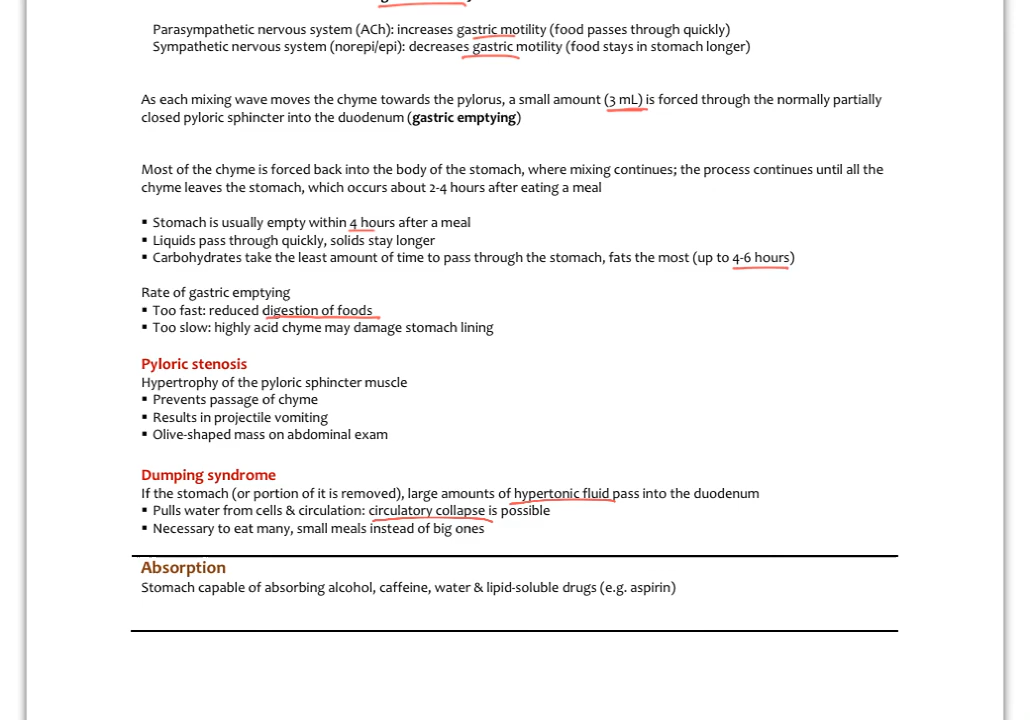 Parasympathetic nervous system (ACh): increases gastric motility (food passes through quickly)
Sympathetic nervous system (norepi/epi): decreases gastric motility (food stays in stomach longer)
As each mixing wave moves the chyme towards the pylorus, a small amount (3 mL) is forced through the normally partially
closed pyloric sphincter into the duodenum (gastric emptying)
Most of the chyme is forced back into the body of the stomach, where mixing continues; the process continues until all the
chyme leaves the stomach, which occurs about 2-4 hours after eating a meal
▪ Stomach is usually empty within 4 hours after a meal
▪ Liquids pass through quickly, solids stay longer
▪ Carbohydrates take the least amount of time to pass through the stomach, fats the most (up to 4-6 hours)
Rate of gastric emptying
▪ Too fast: reduced digestion of foods
▪ Too slow: highly acid chyme may damage stomach lining
Pyloric stenosis
Hypertrophy of the pyloric sphincter muscle
▪ Prevents passage of chyme
▪ Results in projectile vomiting
▪ Olive-shaped mass on abdominal exam
Dumping syndrome
If the stomach (or portion of it is removed), large amounts of hypertonic fluid pass into the duodenum
▪ Pulls water from cells & circulation: circulatory collapse is possible
▪ Necessary to eat many, small meals instead of big ones
Absorption
Stomach capable of absorbing alcohol, caffeine, water & lipid-soluble drugs (e.g. aspirin)